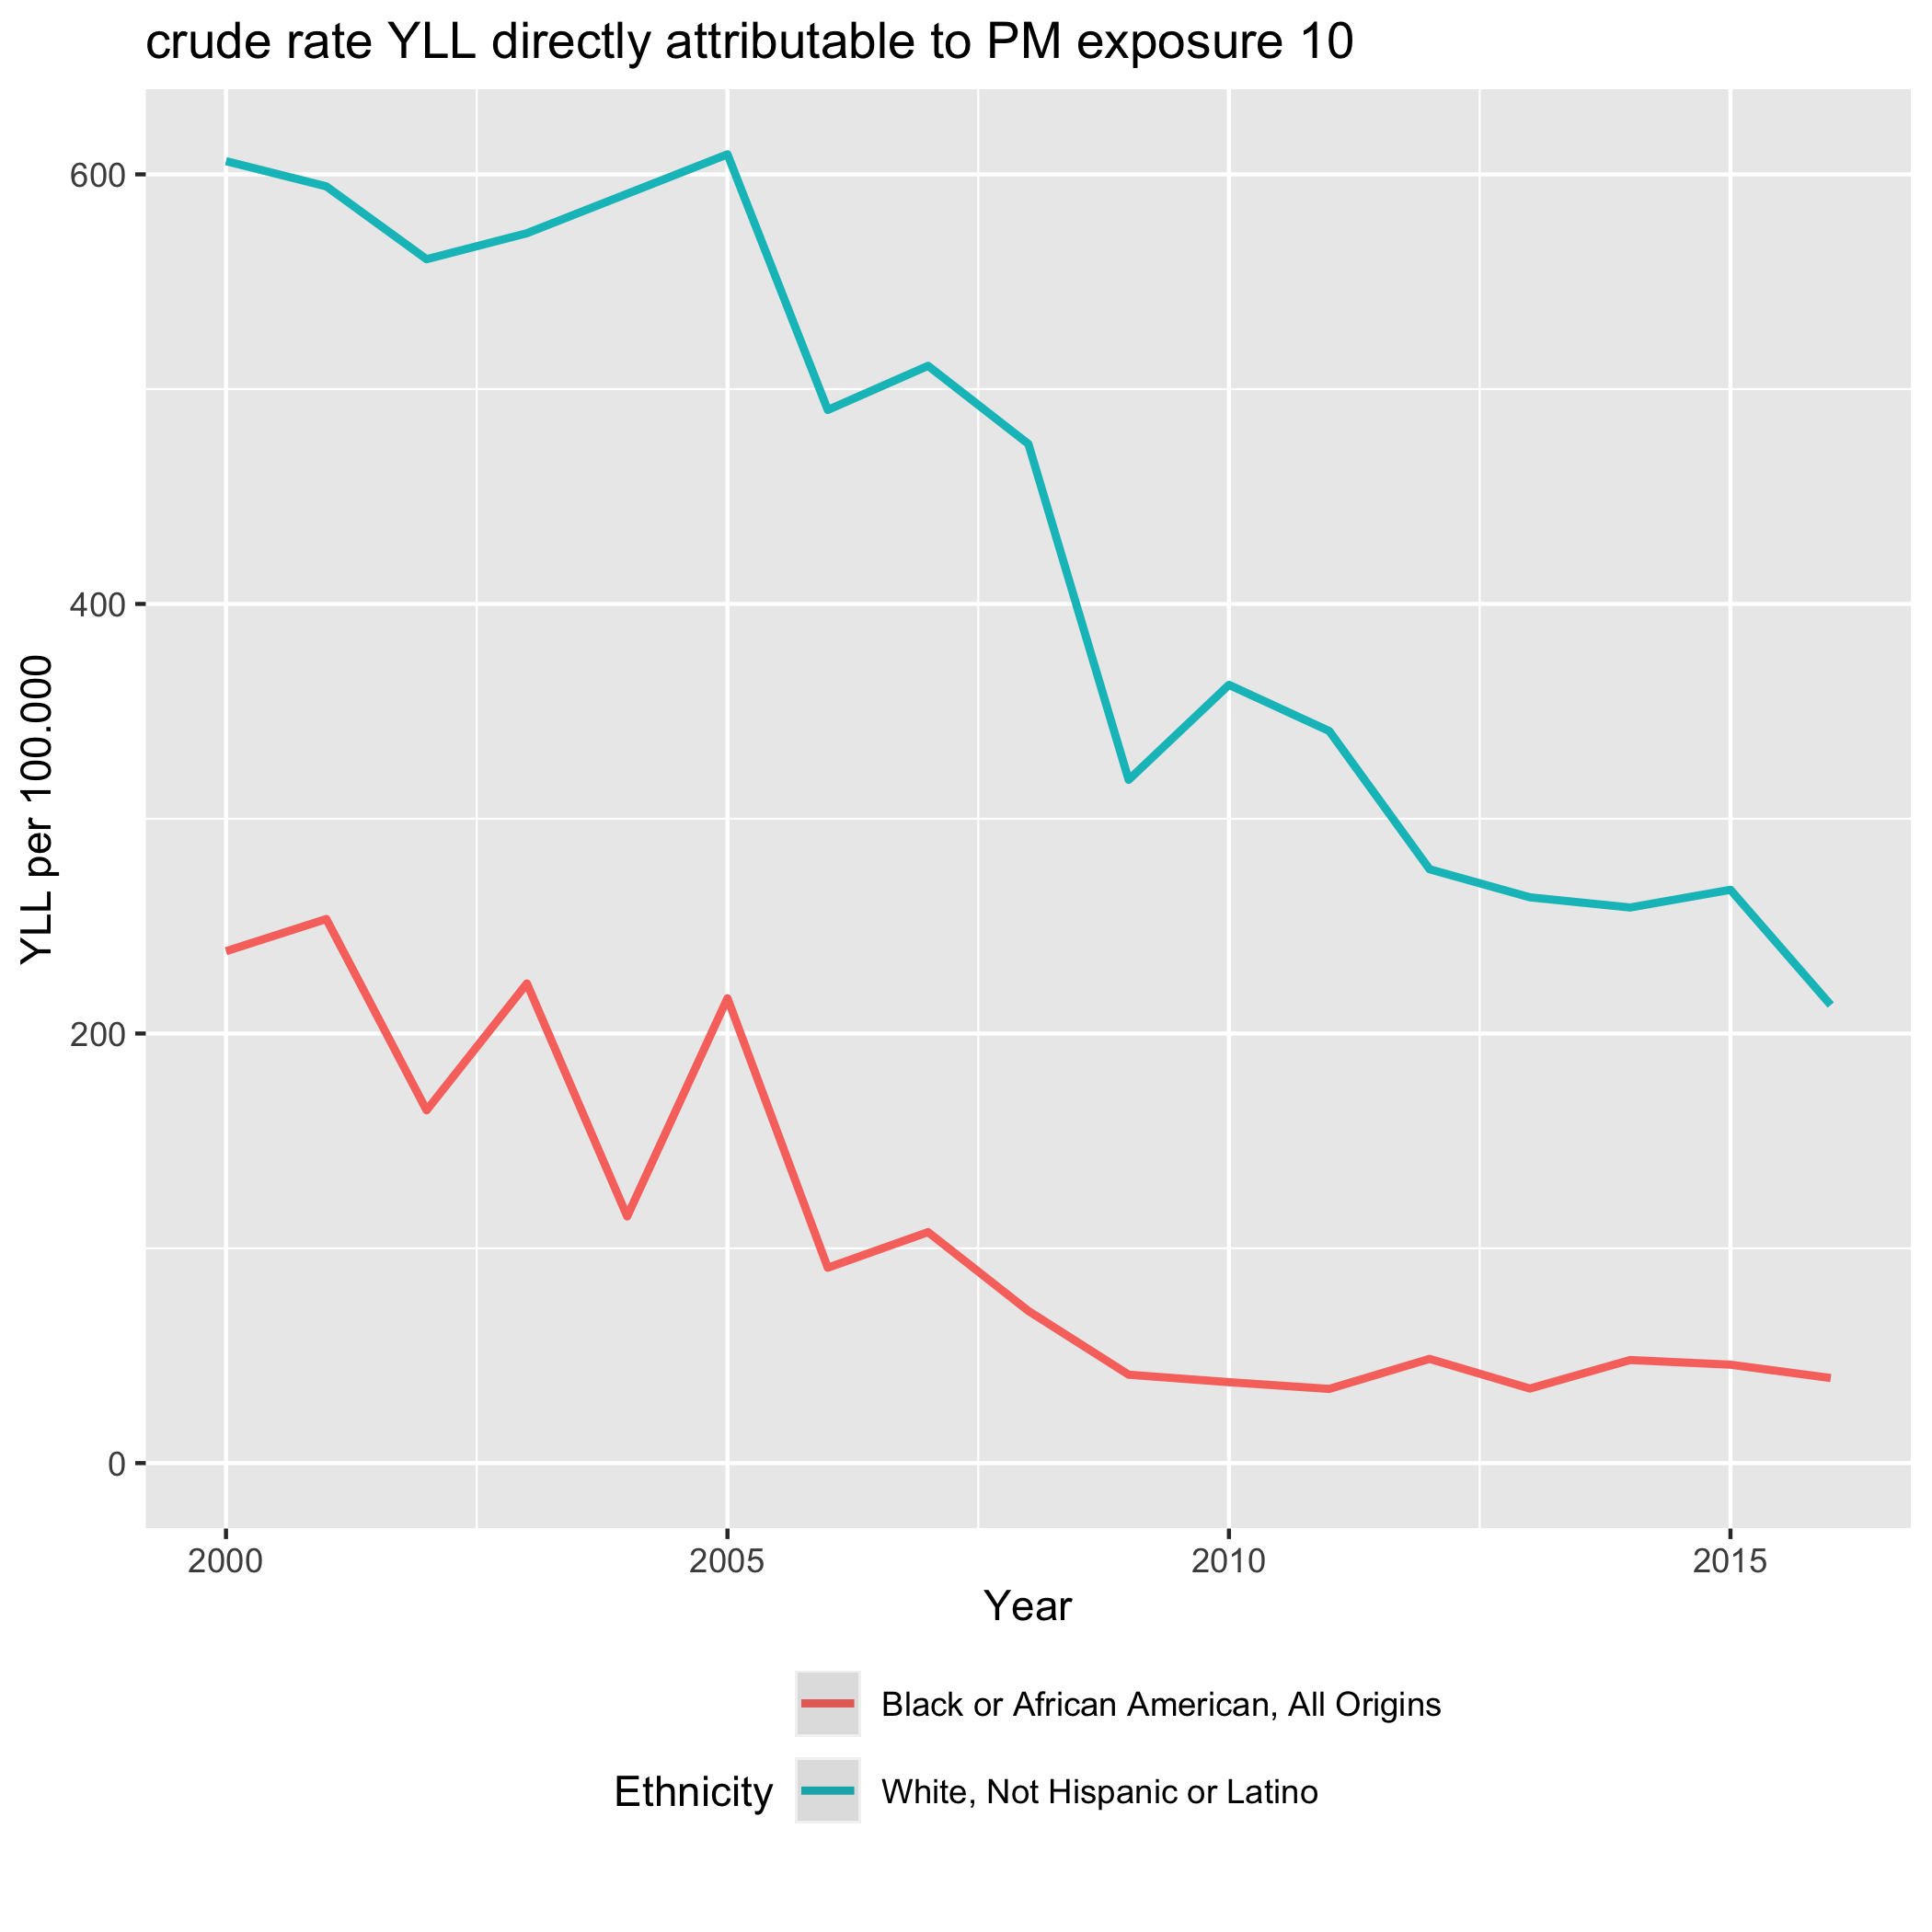 crude rate YLL directly attributable to PM exposure 10
YLL per 100.000
600
400
200
0
2000 2005 2010 2015
Year
Ethnicity
Black or African American, All Origins
White, Not Hispanic or Latino